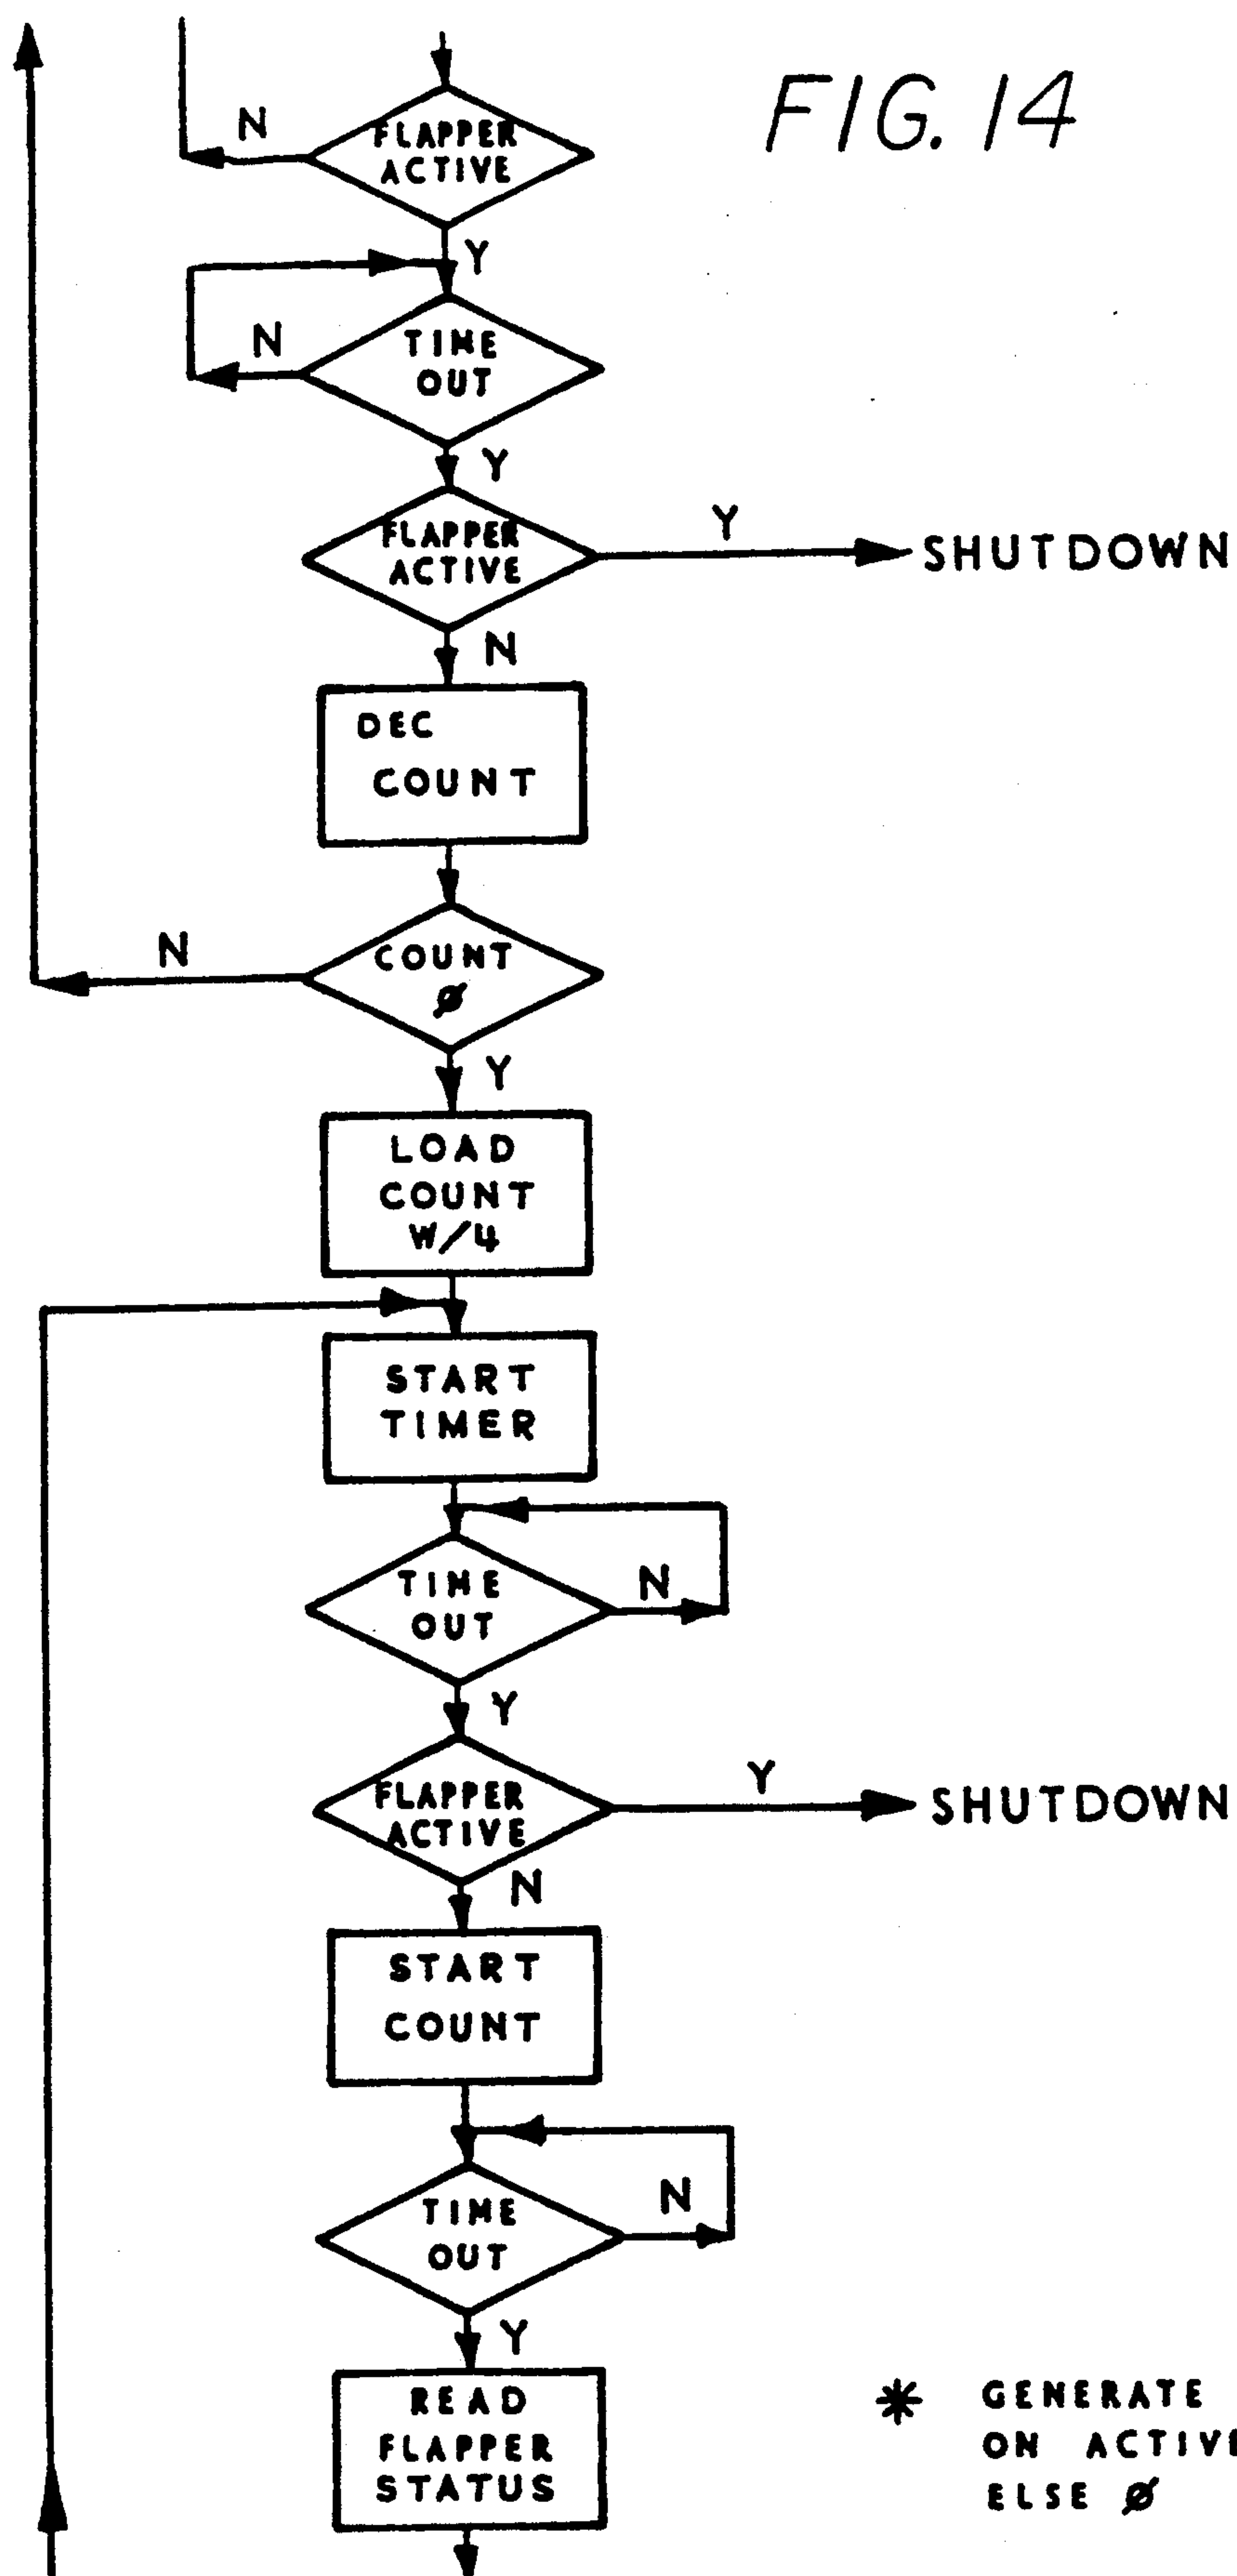 FIG. 14
N
FLAPPER
ACTIVE
Y
N
TIME
OUT
Y
FLAPPER
ACTIVE
Y
SHUTDOWN
N
DEC
COUNT
N
COUNT
Ø
Y
LOAD
COUNT
W/4
START
TIMER
TIME
OUT
N
Y
FLAPPER
ACTIVE
Y
SHUTDOWN
N
START
COUNT
TIME
OUT
N
Y
READ
FLAPPER
STATUS
* GENERATE
ON ACTIVE
ELSE Ø